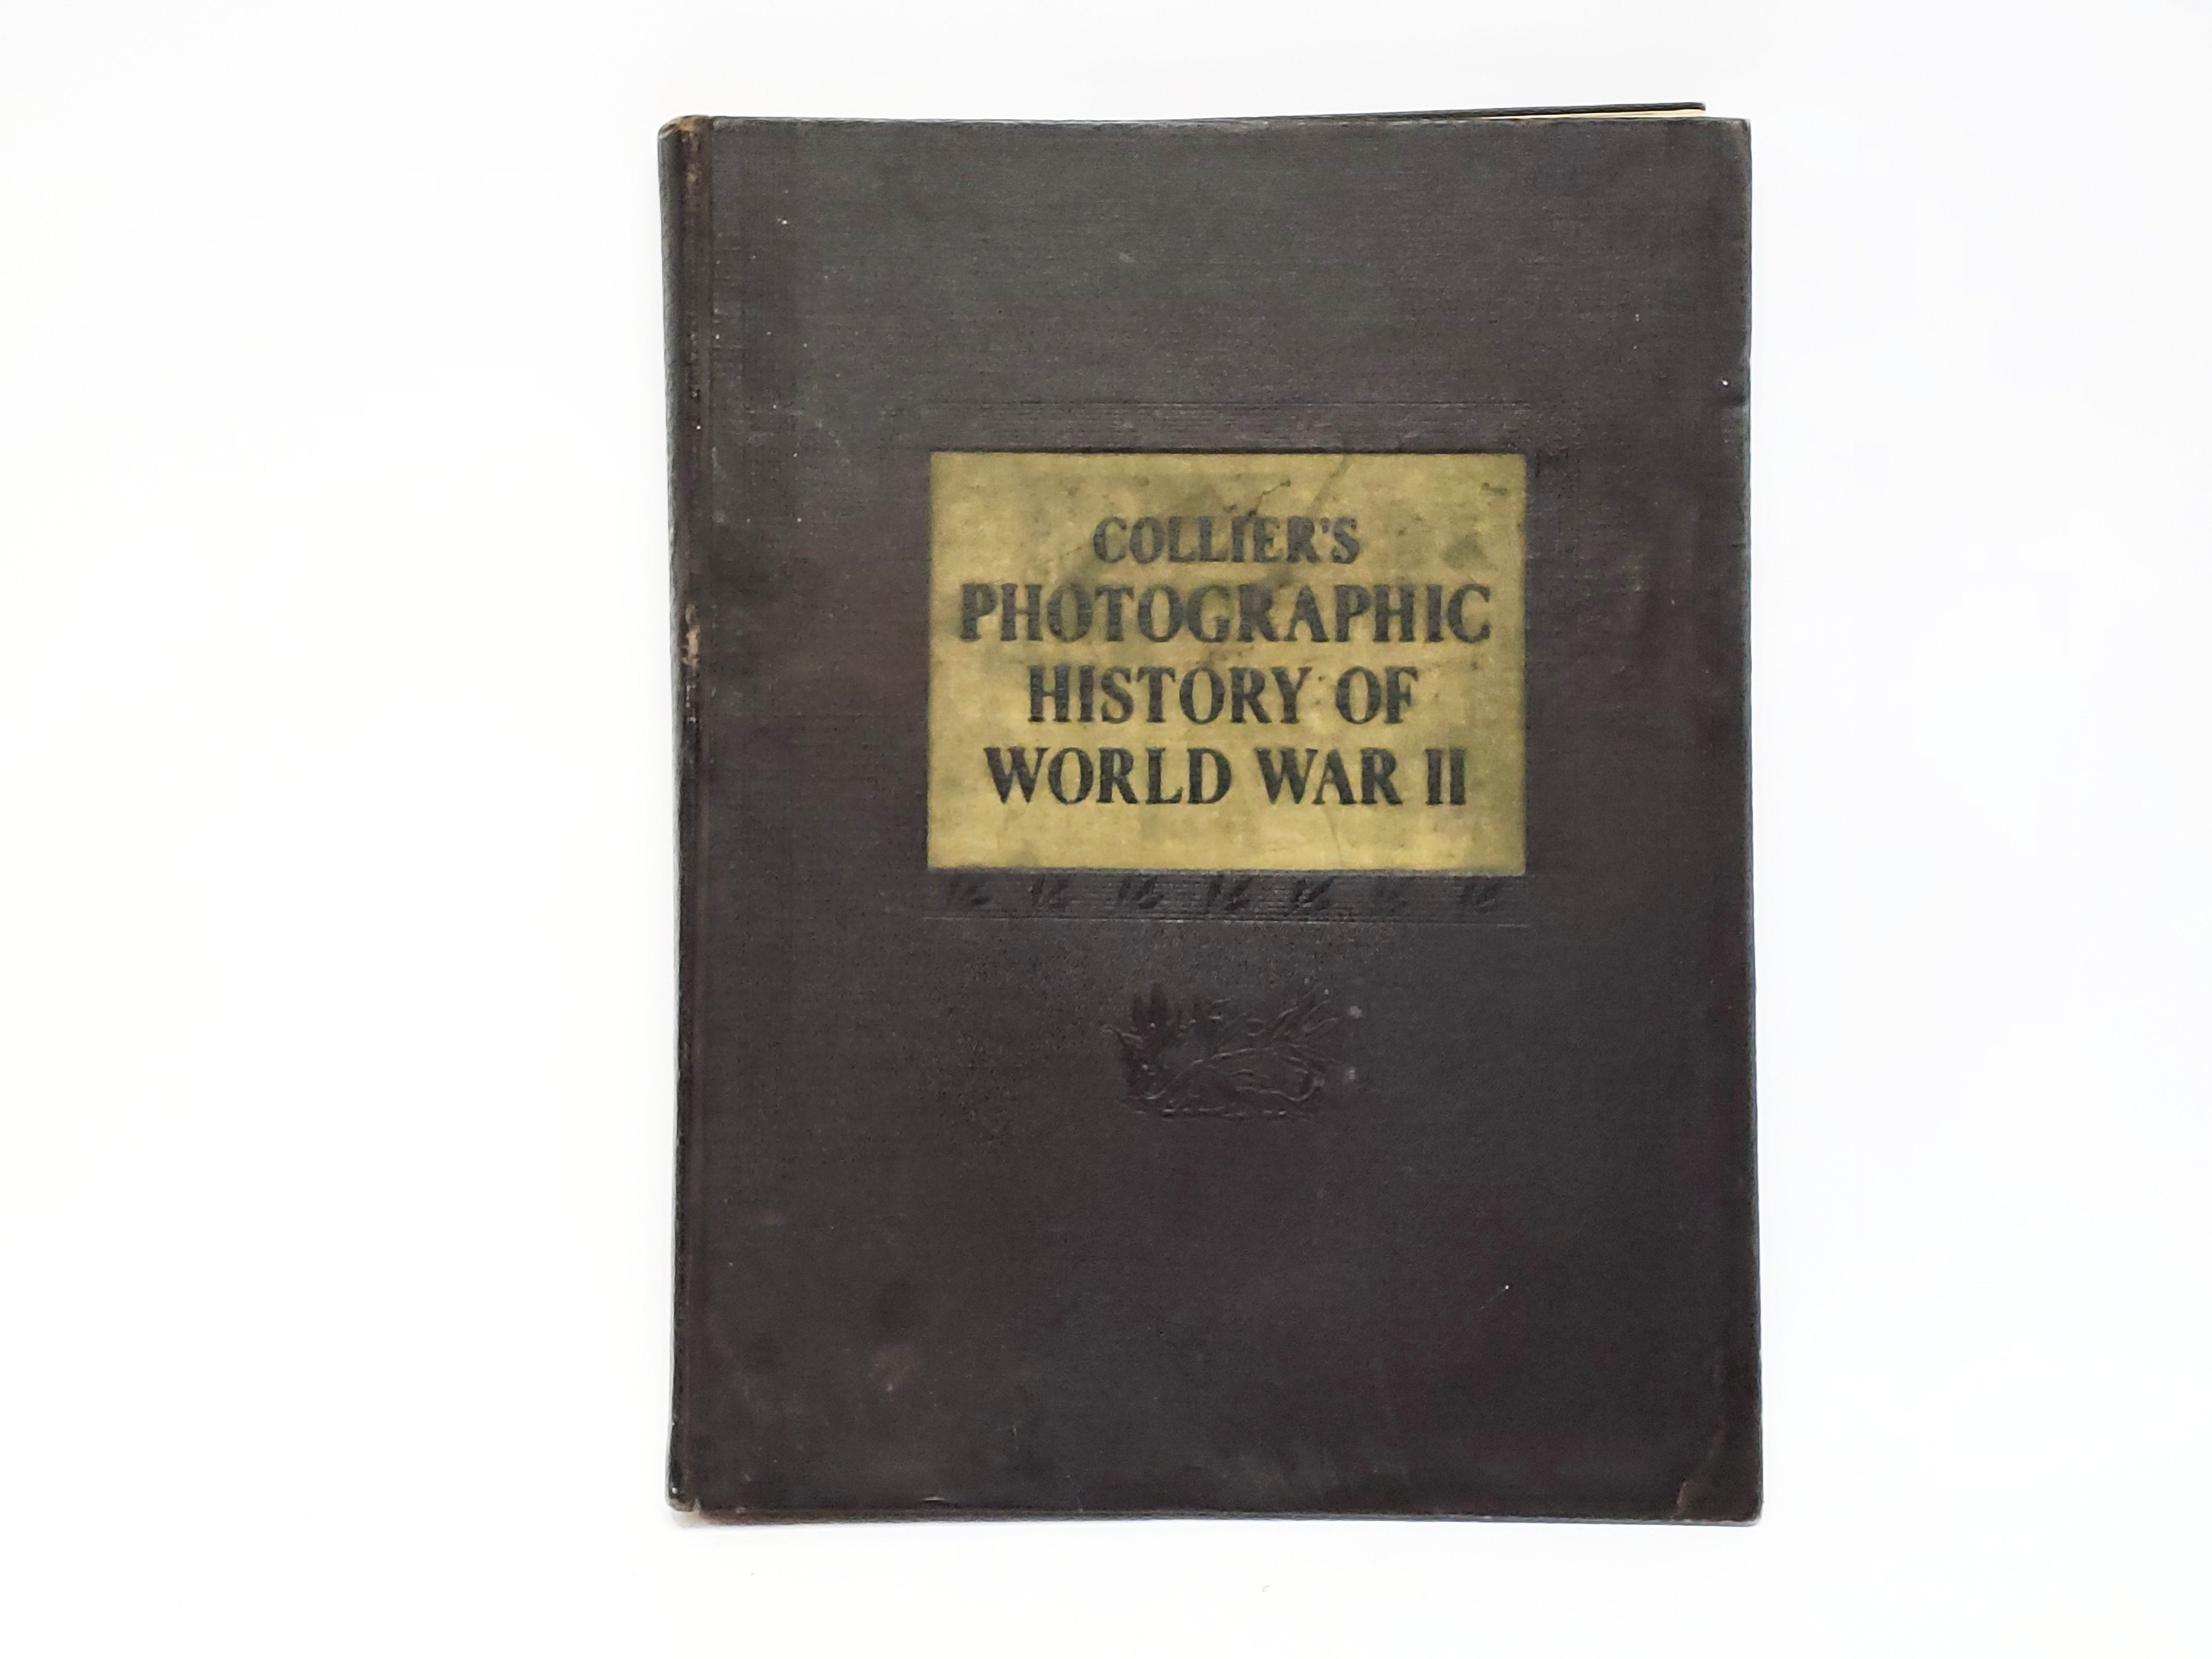 COLLIER'S
PHOTOGRAPHIC
HISTORY OF
WORLD WAR II